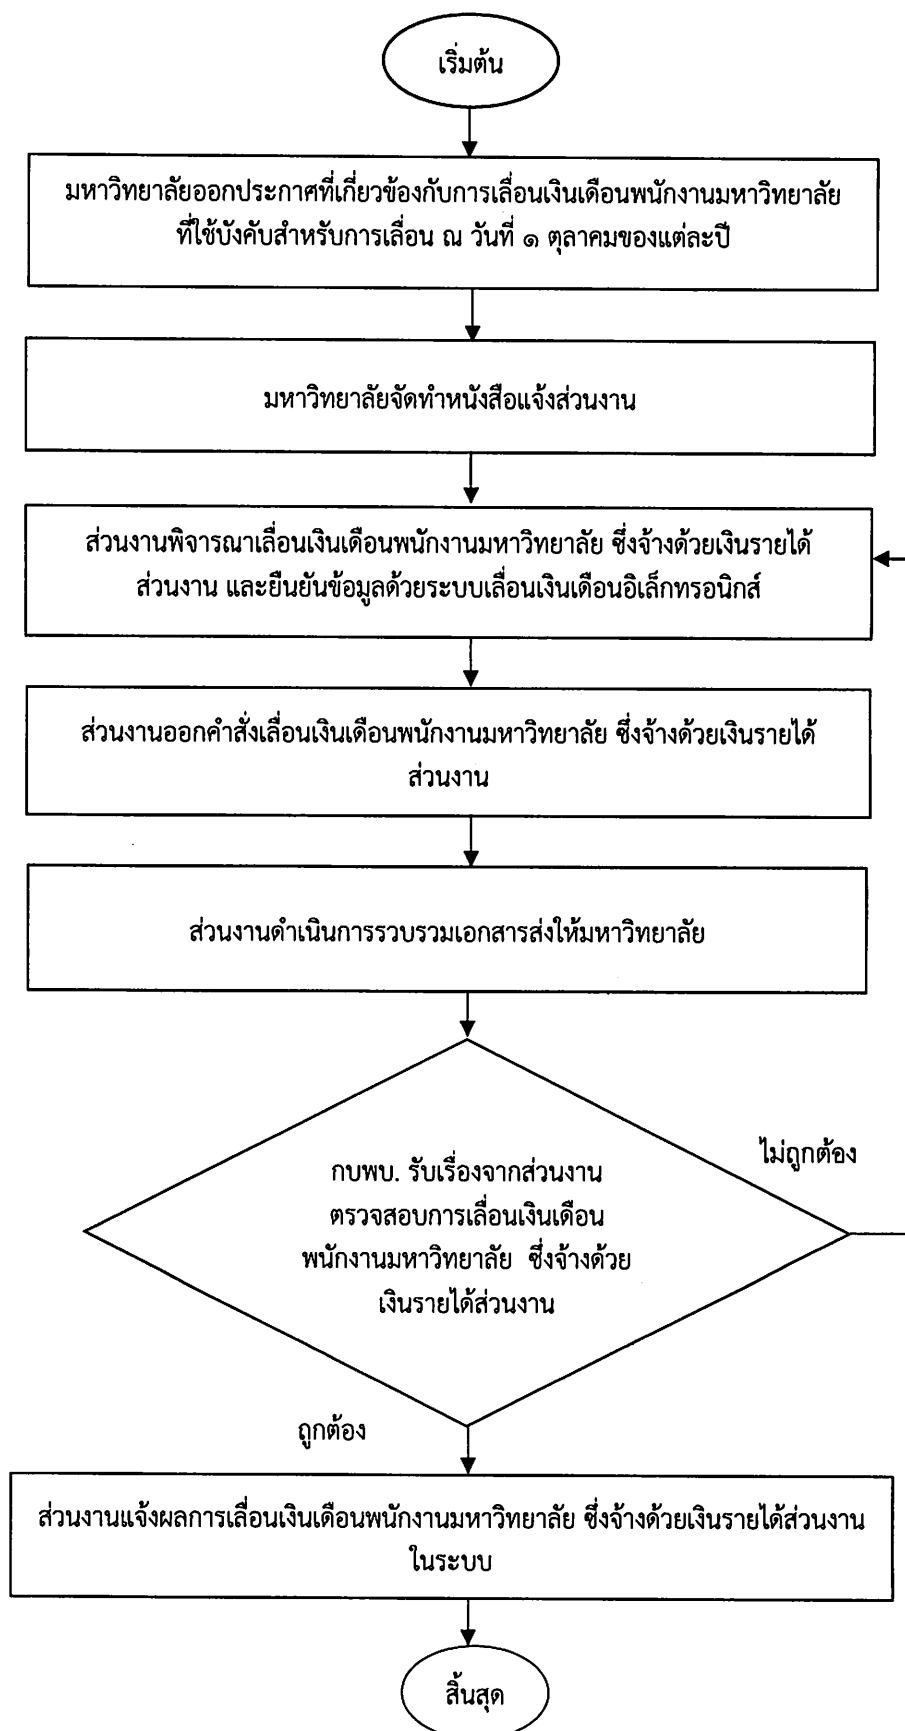 เริ่มต้น
มหาวิทยาลัยออกประกาศที่เกี่ยวข้องกับการเลื่อนเงินเดือนพนักงานมหาวิทยาลัย
ที่ใช้บังคับสำหรับการเลื่อน ณ วันที่ ๑ ตุลาคมของแต่ละปี
มหาวิทยาลัยจัดทำหนังสือแจ้งส่วนงาน
ส่วนงานพิจารณาเลื่อนเงินเดือนพนักงานมหาวิทยาลัย ซึ่งจ้างด้วยเงินรายได้
ส่วนงาน และยืนยันข้อมูลด้วยระบบเลื่อนเงินเดือนอิเล็กทรอนิกส์
ส่วนงานออกคำสั่งเลื่อนเงินเดือนพนักงานมหาวิทยาลัย ซึ่งจ้างด้วยเงินรายได้
ส่วนงาน
ส่วนงานดำเนินการรวบรวมเอกสารส่งให้มหาวิทยาลัย
ไม่ถูกต้อง
กบพบ. รับเรื่องจากส่วนงาน
ตรวจสอบการเลื่อนเงินเดือน
พนักงานมหาวิทยาลัย ซึ่งจ้างด้วย
เงินรายได้ส่วนงาน
ถูกต้อง
ส่วนงานแจ้งผลการเลื่อนเงินเดือนพนักงานมหาวิทยาลัย ซึ่งจ้างด้วยเงินรายได้ส่วนงาน
ในระบบ
สิ้นสุด